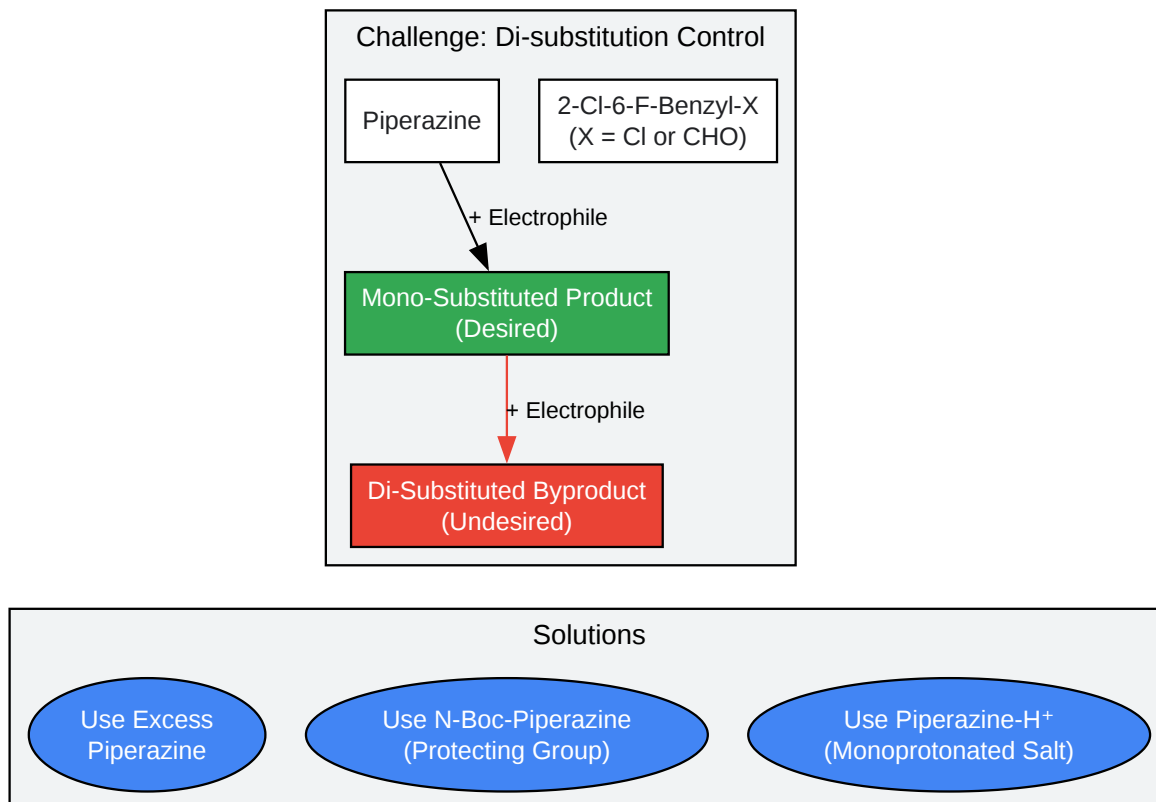 Challenge: Di-substitution Control
Piperazine
2-Cl-6-F-Benzyl-X
(X = Cl or CHO)
+ Electrophile
Mono-Substituted Product
(Desired)
+ Electrophile
Di-Substituted Byproduct
(Undesired)
Solutions
Use Excess
Piperazine
Use N-Boc-Piperazine
(Protecting Group)
Use Piperazine-H⁺
(Monoprotonated Salt)